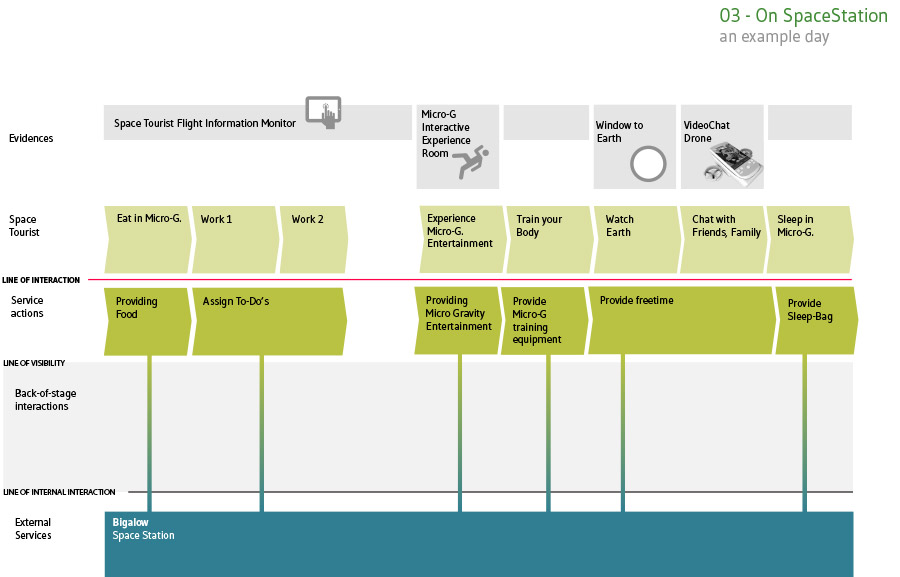 03 - On SpaceStation
an example day
Evidences
Space Tourist Flight Information Monitor
Micro-G
Interactive
Experience
Room
Window to
Earth
VideoChat
Drone
Space
Tourist
Eat in Micro-G.
Work 1
Work 2
Experience
Micro-G.
Entertainment
Train your
Body
Watch
Earth
Chat with
Friends, Family
Sleep in
Micro-G.
LINE OF INTERACTION
Service
actions
Providing
Food
Assign To-Do's
Providing
Micro Gravity
Entertainment
Provide
Micro-G
training
equipment
Provide freetime
Provide
Sleep-Bag
LINE OF VISIBILITY
Back-of-stage
interactions
LINE OF INTERNAL INTERACTION
External
Services
Bigalow
Space Station